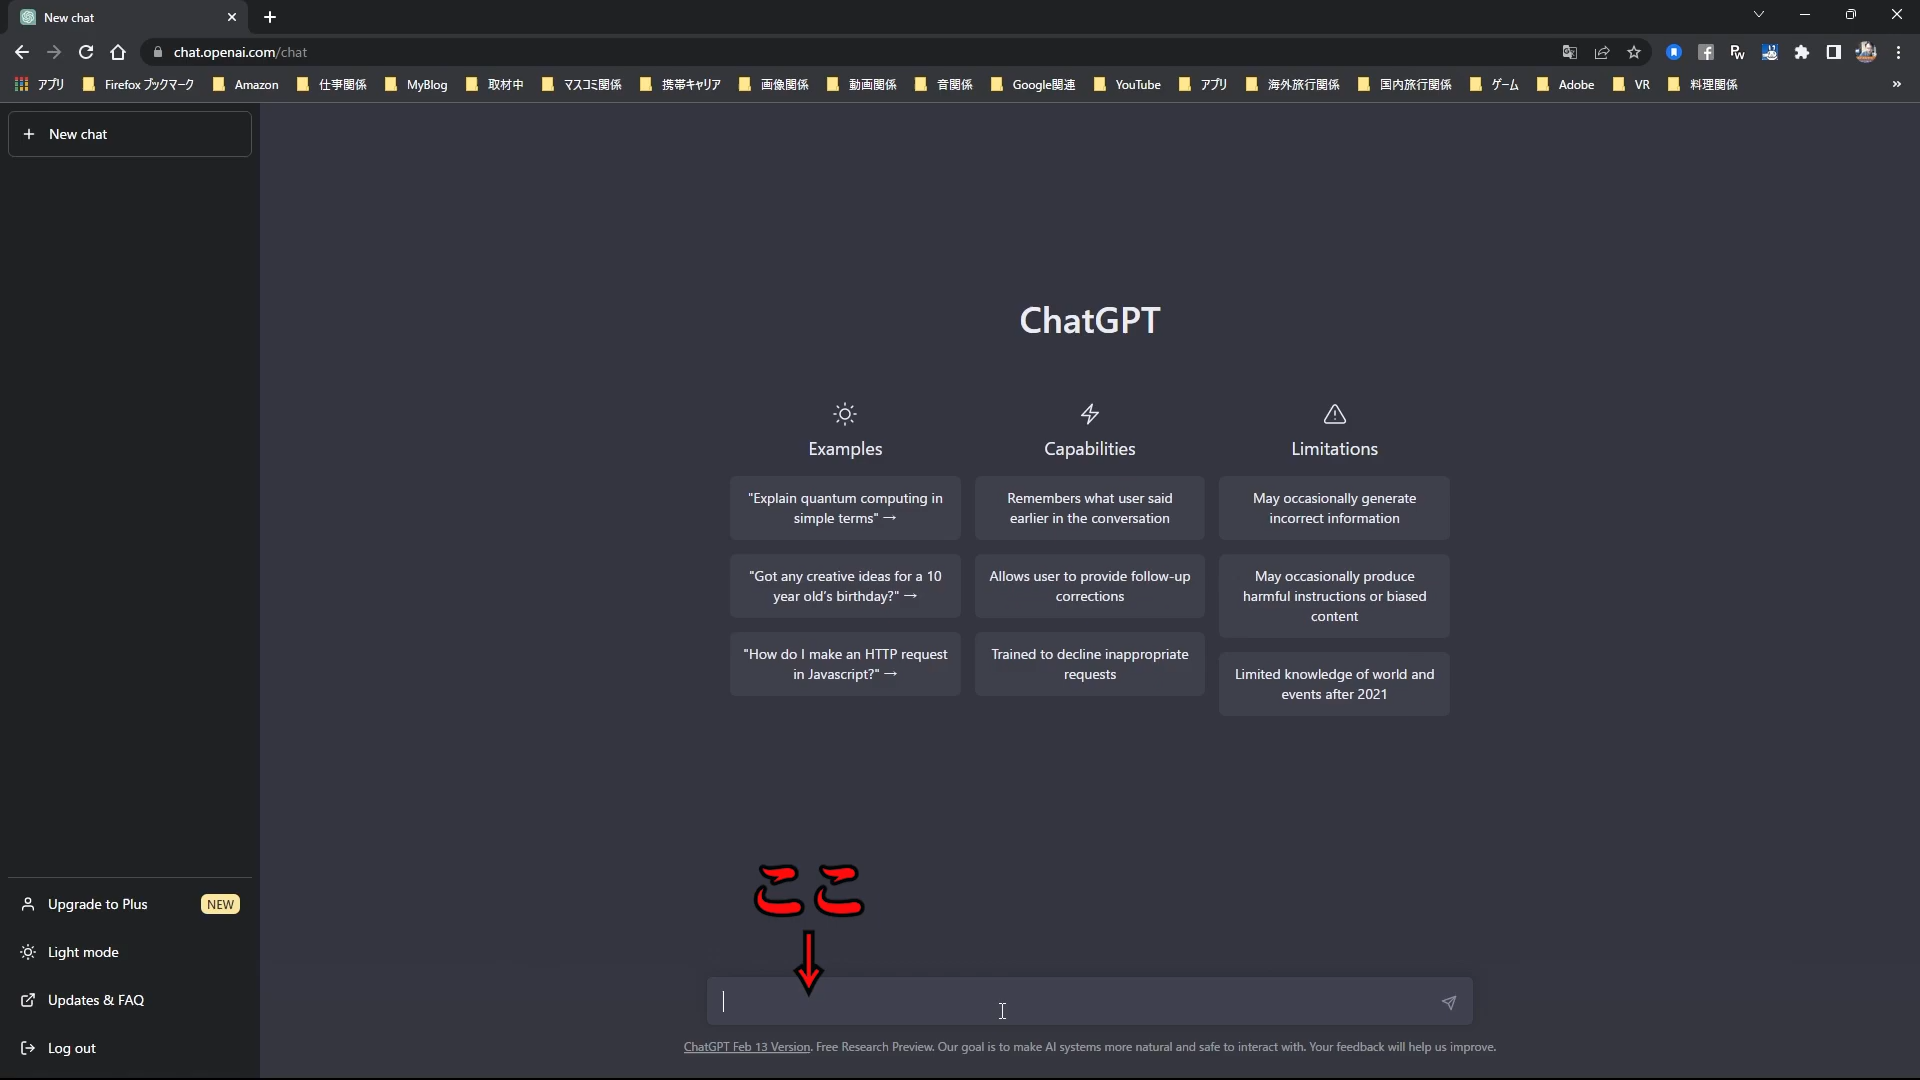 New chat
chat.openai.com/chat
アプリ Firefox ブックマーク Amazon 仕事関係 MyBlog 取材中 マスコミ関係 携帯キャリア 画像関係 動画関係 音関係 Google関連 YouTube アプリ 海外旅行関係 国内旅行関係 ゲーム Adobe VR 料理関係 »
New chat
ChatGPT
Examples
"Explain quantum computing in
simple terms" →
"Got any creative ideas for a 10
year old's birthday?" →
"How do I make an HTTP request
in Javascript?" →
Capabilities
Remembers what user said
earlier in the conversation
Allows user to provide follow-up
corrections
Trained to decline inappropriate
requests
Limitations
May occasionally generate
incorrect information
May occasionally produce
harmful instructions or biased
content
Limited knowledge of world and
events after 2021
ここ
Upgrade to Plus NEW
Light mode
Updates & FAQ
Log out
ChatGPT Feb 13 Version. Free Research Preview. Our goal is to make AI systems more natural and safe to interact with. Your feedback will help us improve.